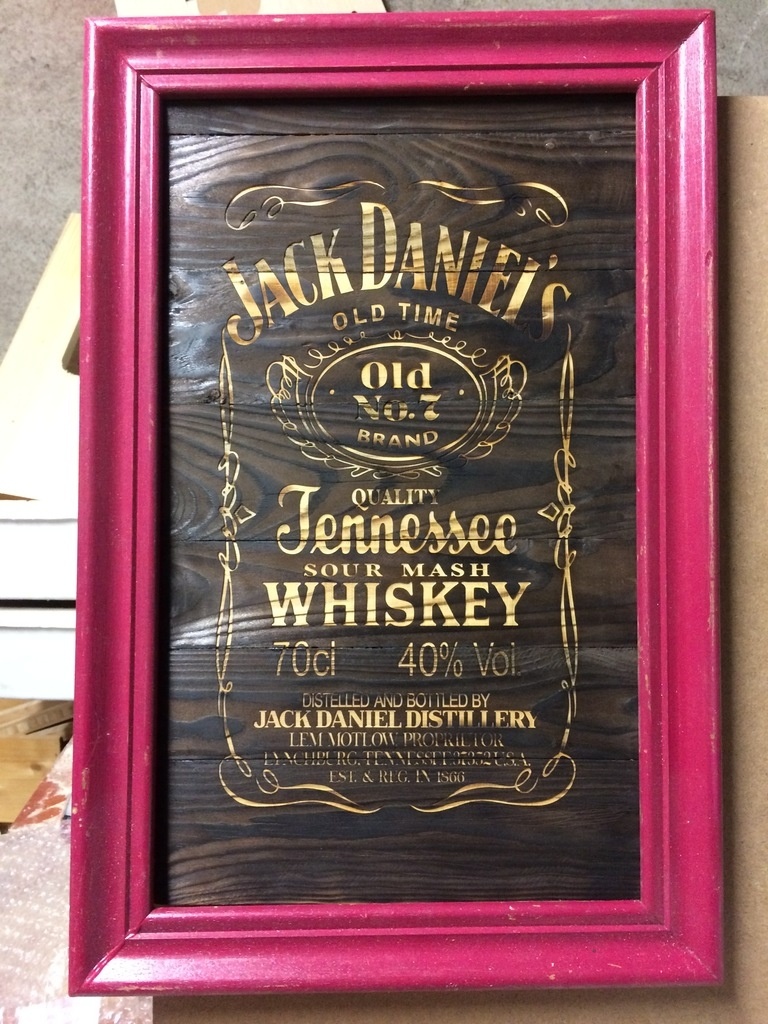 JACK DANIEL'S
OLD TIME
Old
No. 7
BRAND
QUALITY
Tennessee
SOUR MASH
WHISKEY
70cl 40% Vol.
DISTELLED AND BOTTLED BY
JACK DANIEL DISTILLERY
LEM MOTLOW PROPRIETOR
LYNCHBURG, TENNESSEE 37352 U.S.A.
EST. & REG. IN 1866